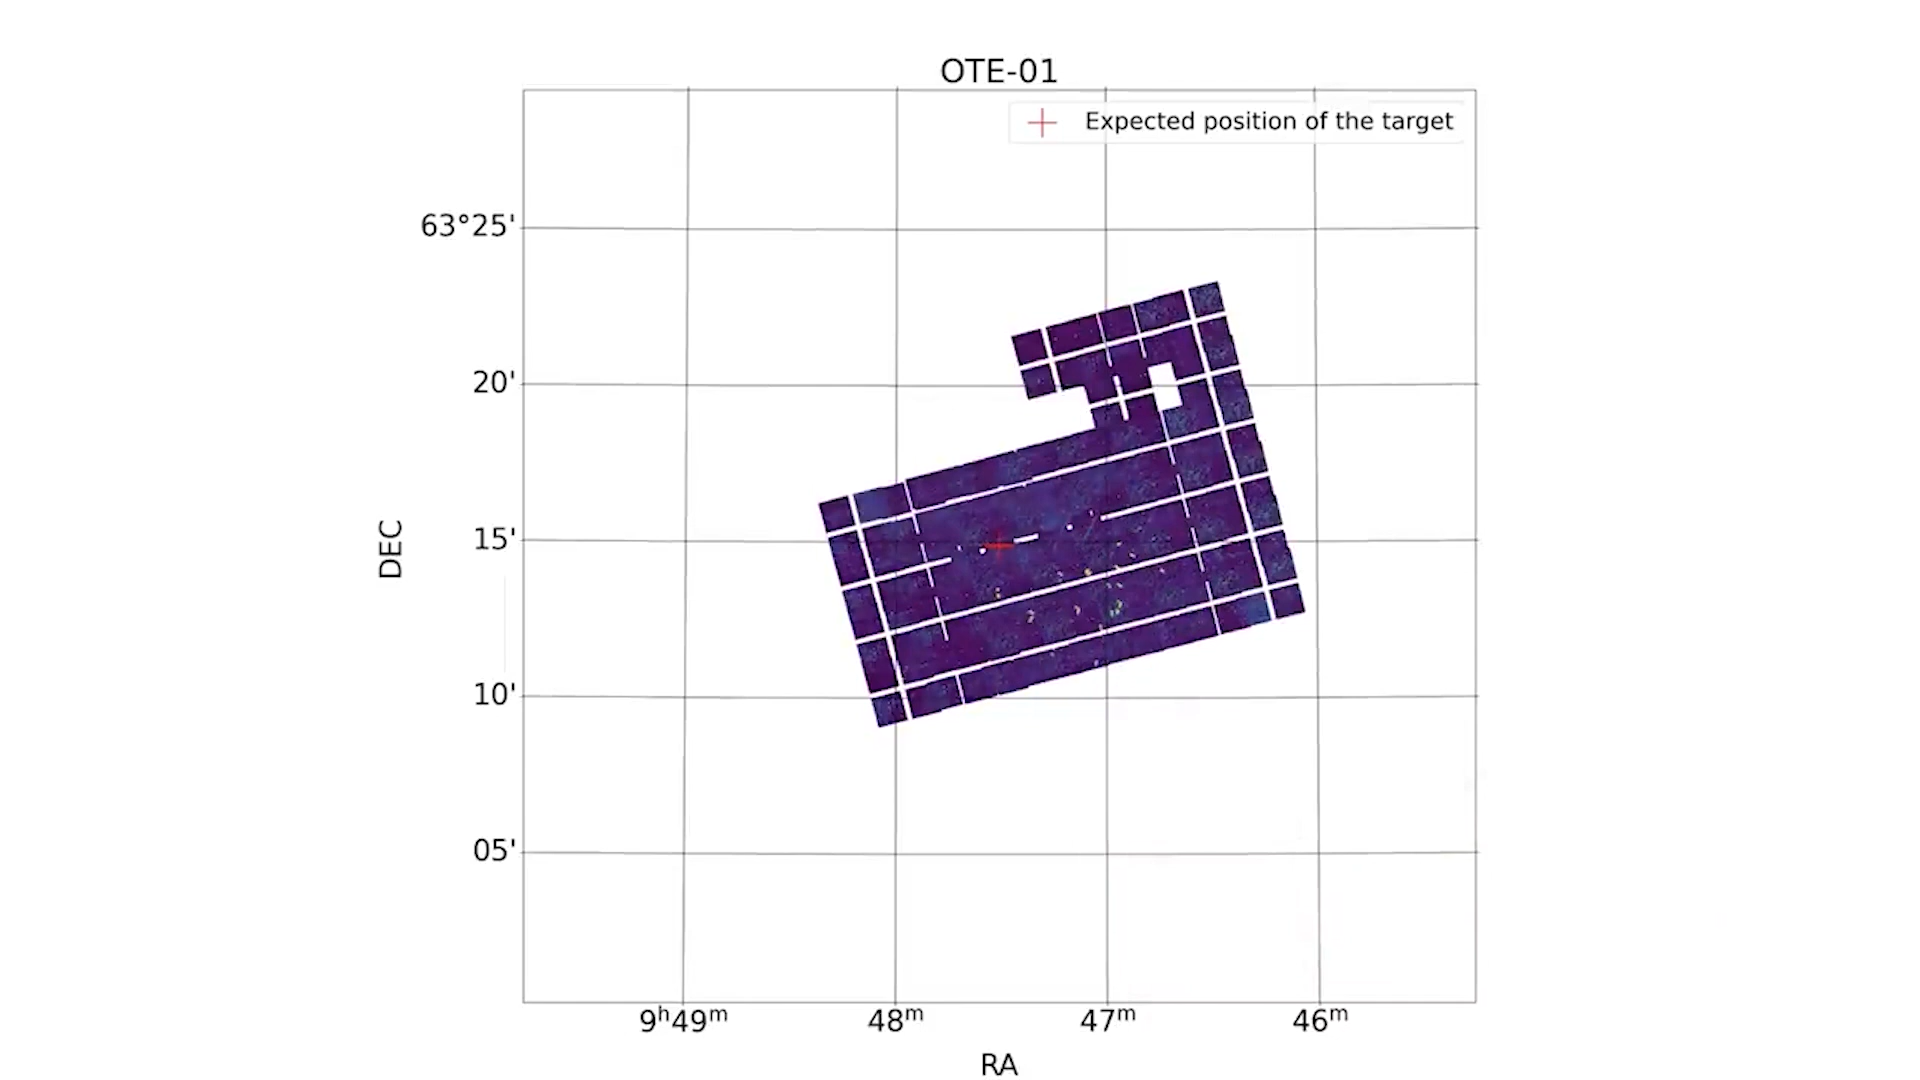 OTE-01
Expected position of the target
63°25'
20'
15'
10'
05'
DEC
9ʰ49ᵐ 48ᵐ 47ᵐ 46ᵐ
RA